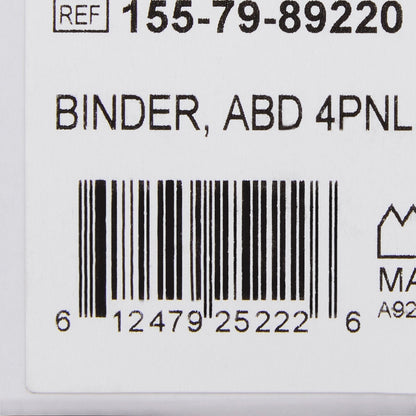 REF 155-79-89220
BINDER, ABD 4PNL
MA
A92
6 12479 25222 6